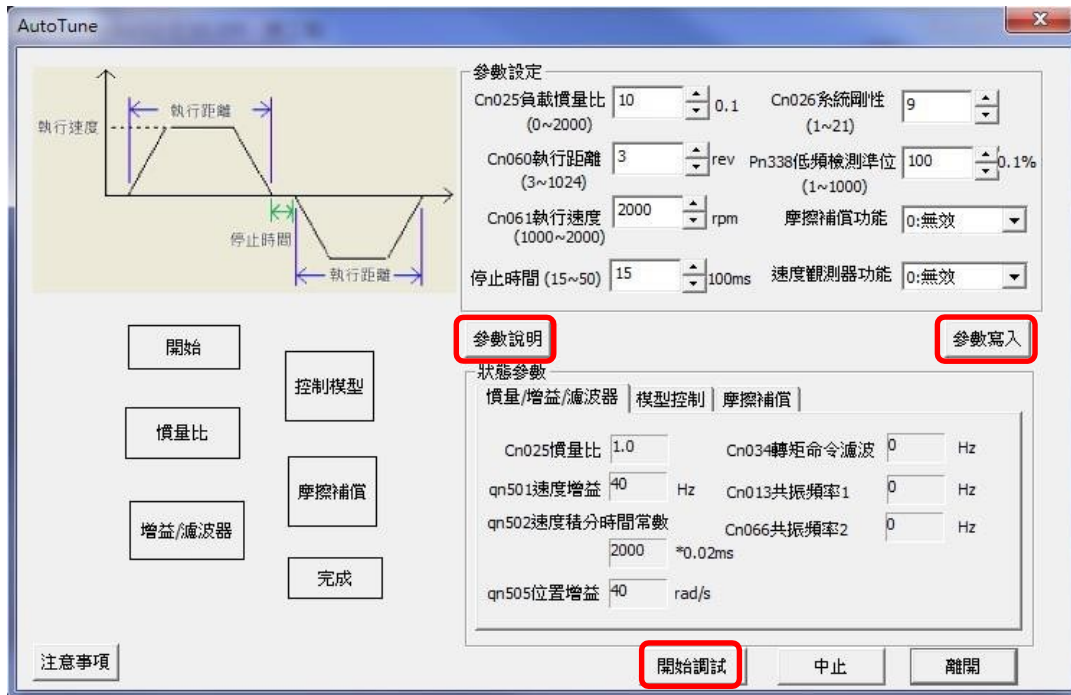 AutoTune
執行距離
執行速度
停止時間
執行距離
參數設定
Cn025負載慣量比 10 0.1
(0~2000)
Cn026系統剛性 9
(1~21)
Cn060執行距離 3 rev
(3~1024)
Pn338低頻檢測準位 100 0.1%
(1~1000)
Cn061執行速度 2000 rpm
(1000~2000)
摩擦補償功能 0:無效
停止時間 (15~50) 15 100ms
速度觀測器功能 0:無效
參數說明
參數寫入
開始
控制模型
慣量比
摩擦補償
增益/濾波器
完成
狀態參數
慣量/增益/濾波器 模型控制 摩擦補償
Cn025慣量比 1.0
Cn034轉矩命令濾波 0 Hz
qn501速度增益 40 Hz
Cn013共振頻率1 0 Hz
qn502速度積分時間常數
2000 *0.02ms
Cn066共振頻率2 0 Hz
qn505位置增益 40 rad/s
注意事項
開始調試
中止
離開